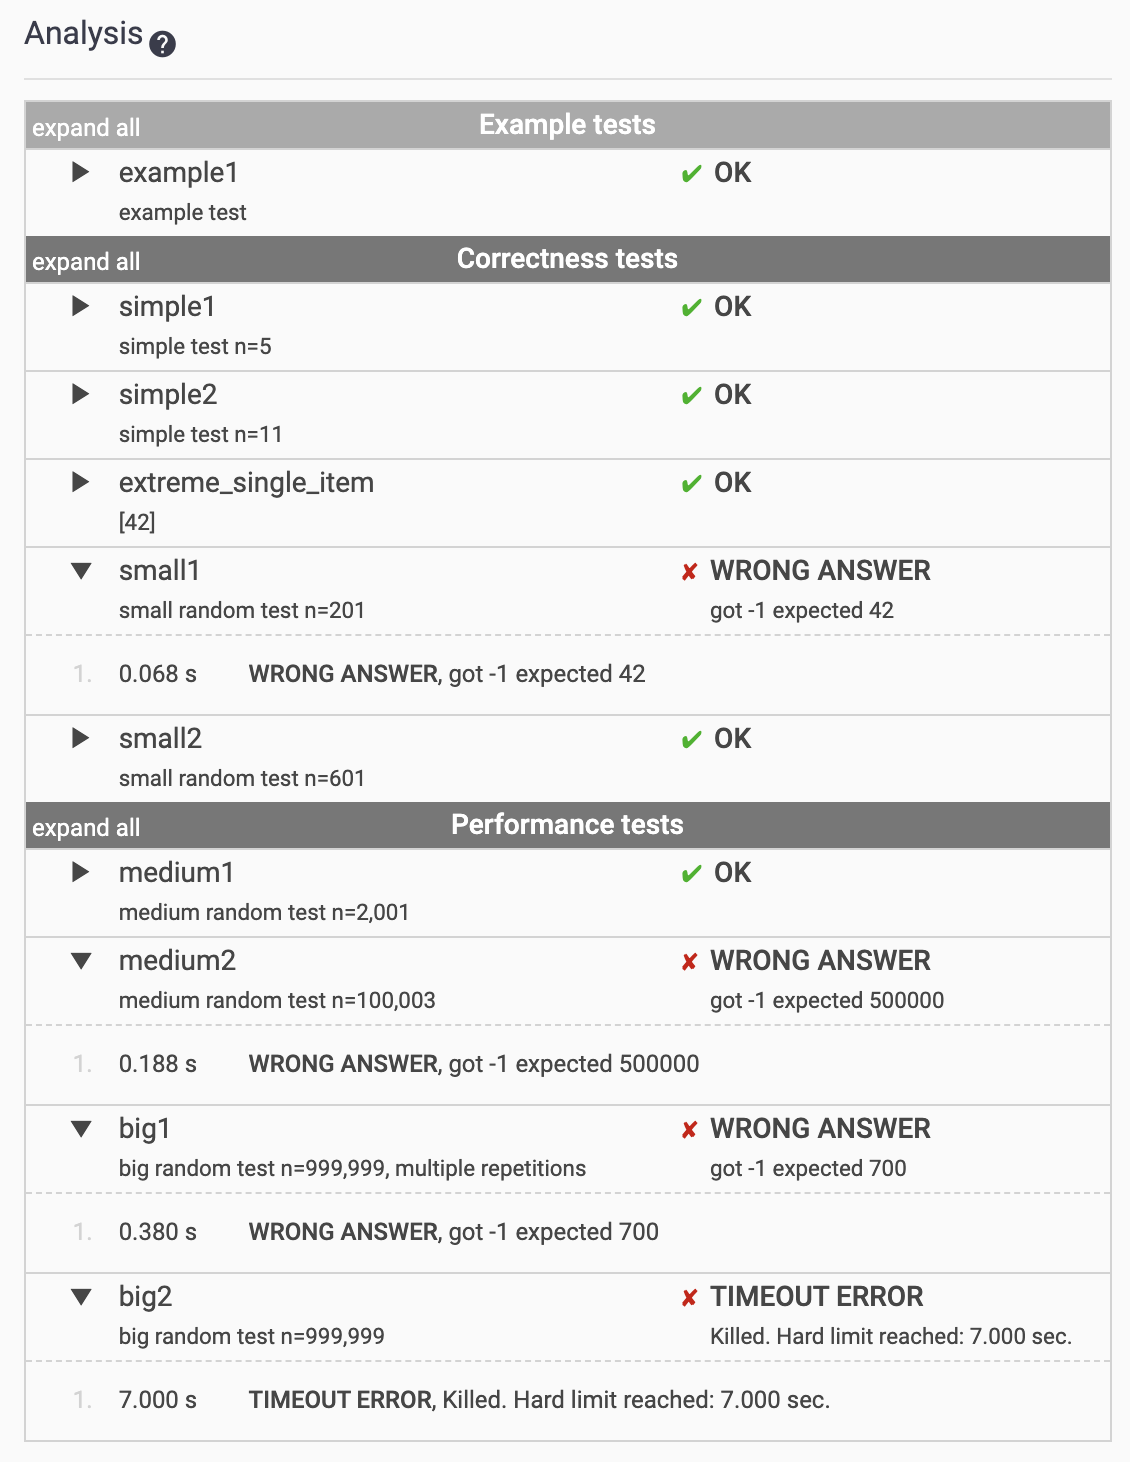 Analysis ?
expand all Example tests
example1 ✔ OK
example test
expand all Correctness tests
simple1 ✔ OK
simple test n=5
simple2 ✔ OK
simple test n=11
extreme_single_item ✔ OK
[42]
small1 ✘ WRONG ANSWER
small random test n=201 got -1 expected 42
1. 0.068 s WRONG ANSWER, got -1 expected 42
small2 ✔ OK
small random test n=601
expand all Performance tests
medium1 ✔ OK
medium random test n=2,001
medium2 ✘ WRONG ANSWER
medium random test n=100,003 got -1 expected 500000
1. 0.188 s WRONG ANSWER, got -1 expected 500000
big1 ✘ WRONG ANSWER
big random test n=999,999, multiple repetitions got -1 expected 700
1. 0.380 s WRONG ANSWER, got -1 expected 700
big2 ✘ TIMEOUT ERROR
big random test n=999,999 Killed. Hard limit reached: 7.000 sec.
1. 7.000 s TIMEOUT ERROR, Killed. Hard limit reached: 7.000 sec.